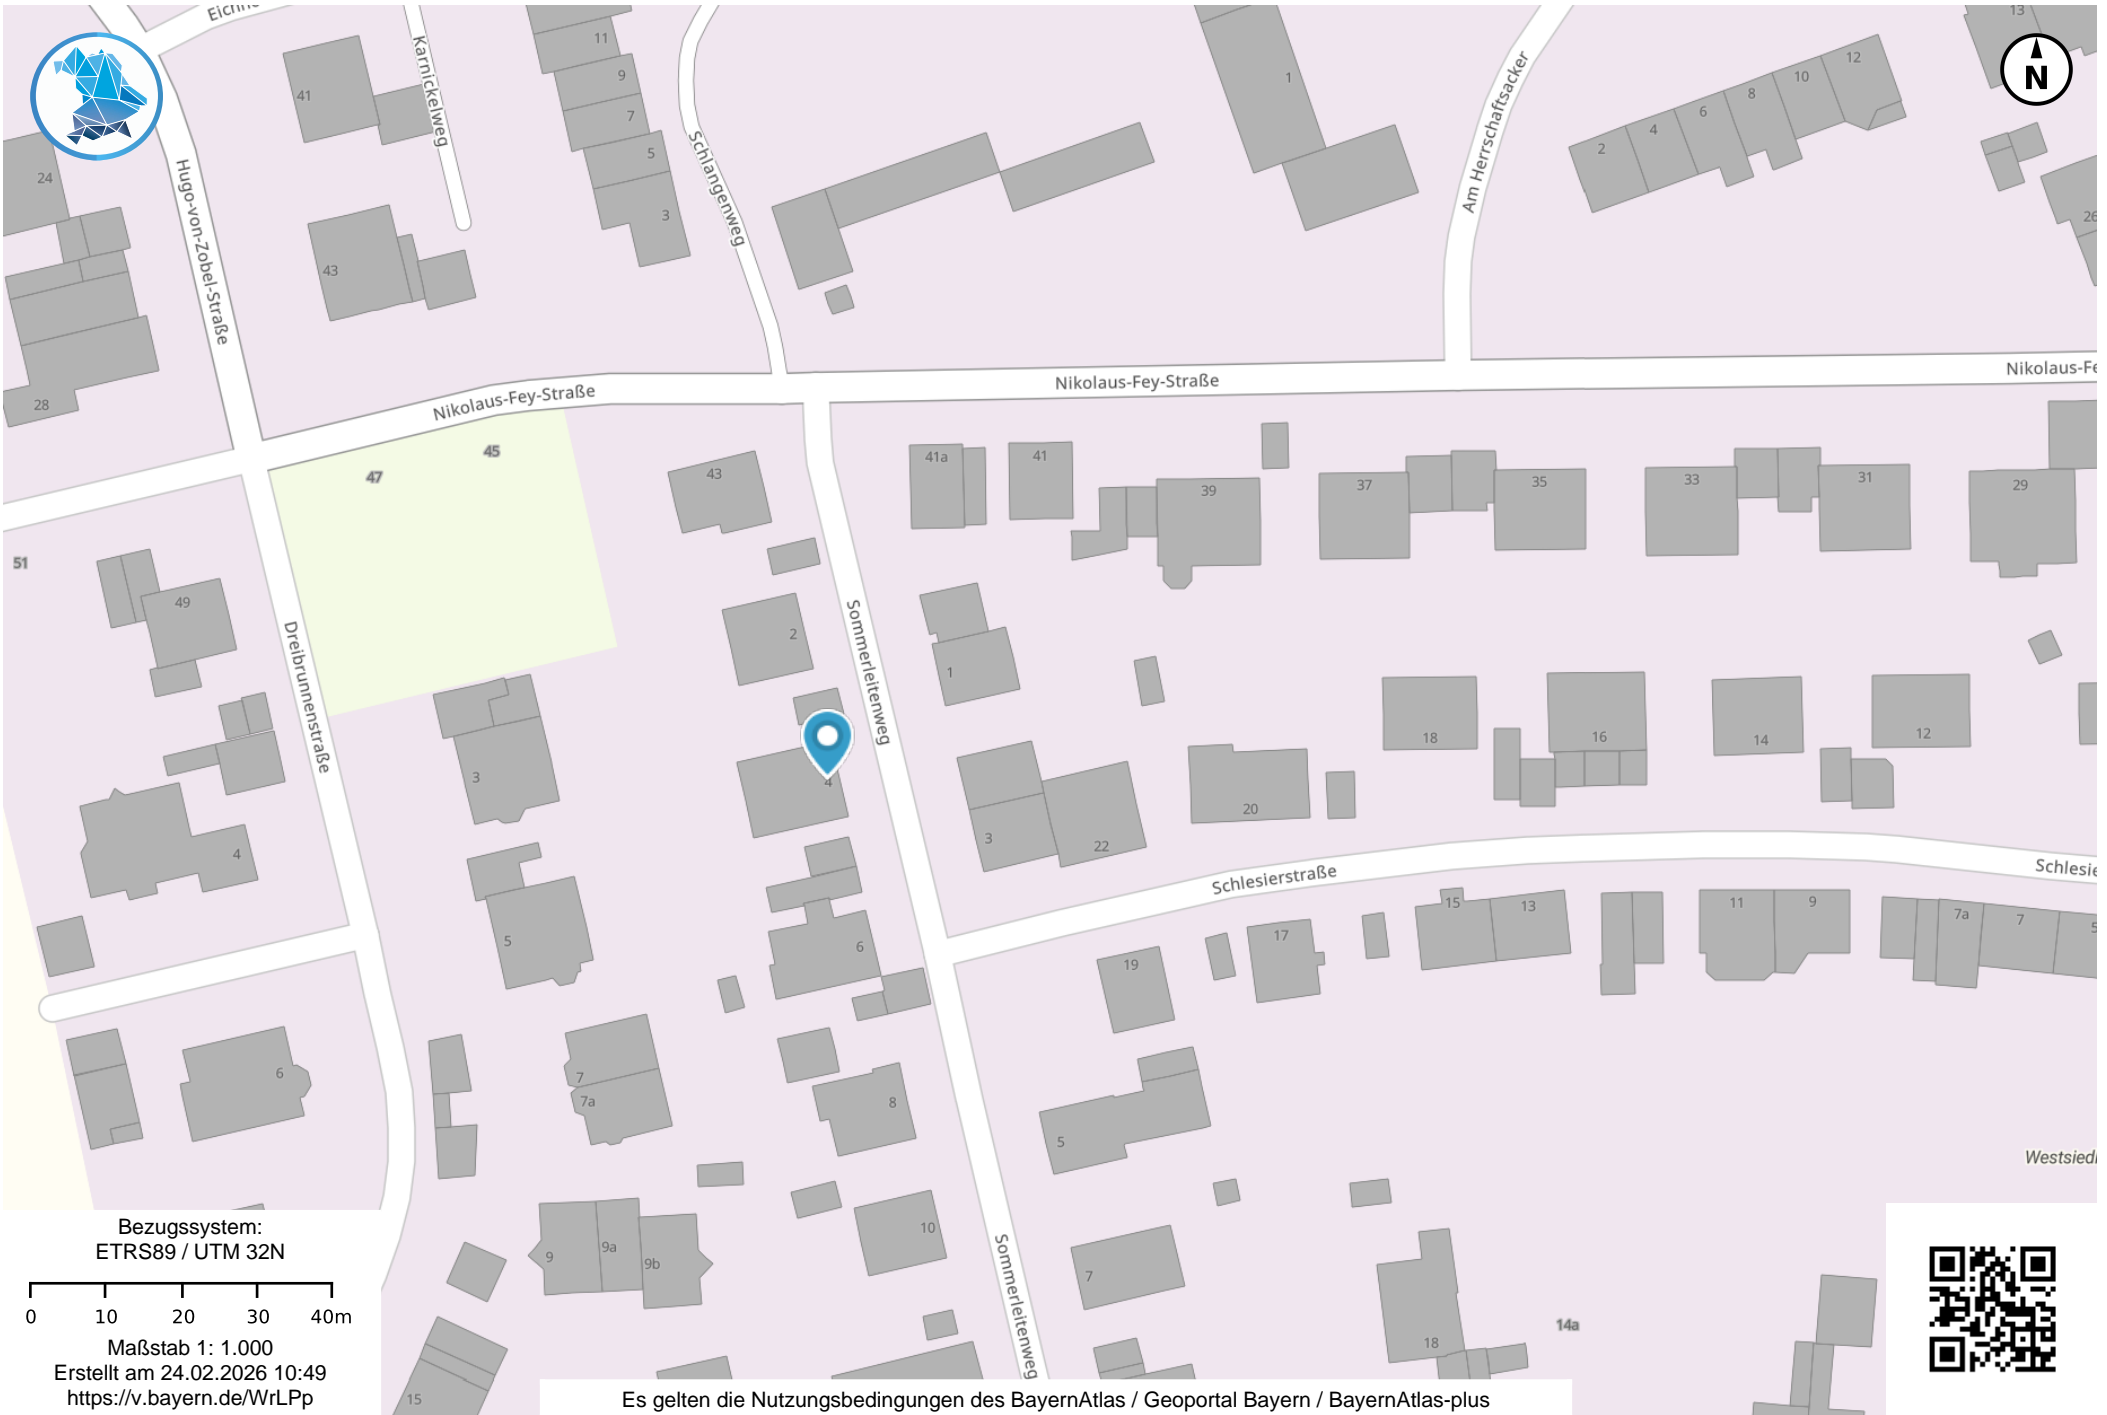 Karnickelweg
Hugo-von-Zobel-Straße
Schlangenweg
Am Herrschaftsacker
N
13
12
10
8
6
4
2
1
11
9
7
5
3
41
43
24
28
26
Nikolaus-Fey-Straße
Nikolaus-Fey-Straße
Nikolaus-Fe
45
47
43
41a
41
39
37
35
33
31
29
51
49
2
1
Dreibrunnenstraße
Sommerleitenweg
3
4
3
22
20
18
16
14
12
Schlesierstraße
Schlesie
4
5
6
19
17
15
13
11
9
7a
7
5
6
7
7a
8
5
Westsiedl
9
9a
9b
10
7
Sommerleitenweg
18
14a
15
Bezugssystem:
ETRS89 / UTM 32N
0 10 20 30 40m
Maßstab 1: 1.000
Erstellt am 24.02.2026 10:49
https://v.bayern.de/WrLPp
Es gelten die Nutzungsbedingungen des BayernAtlas / Geoportal Bayern / BayernAtlas-plus